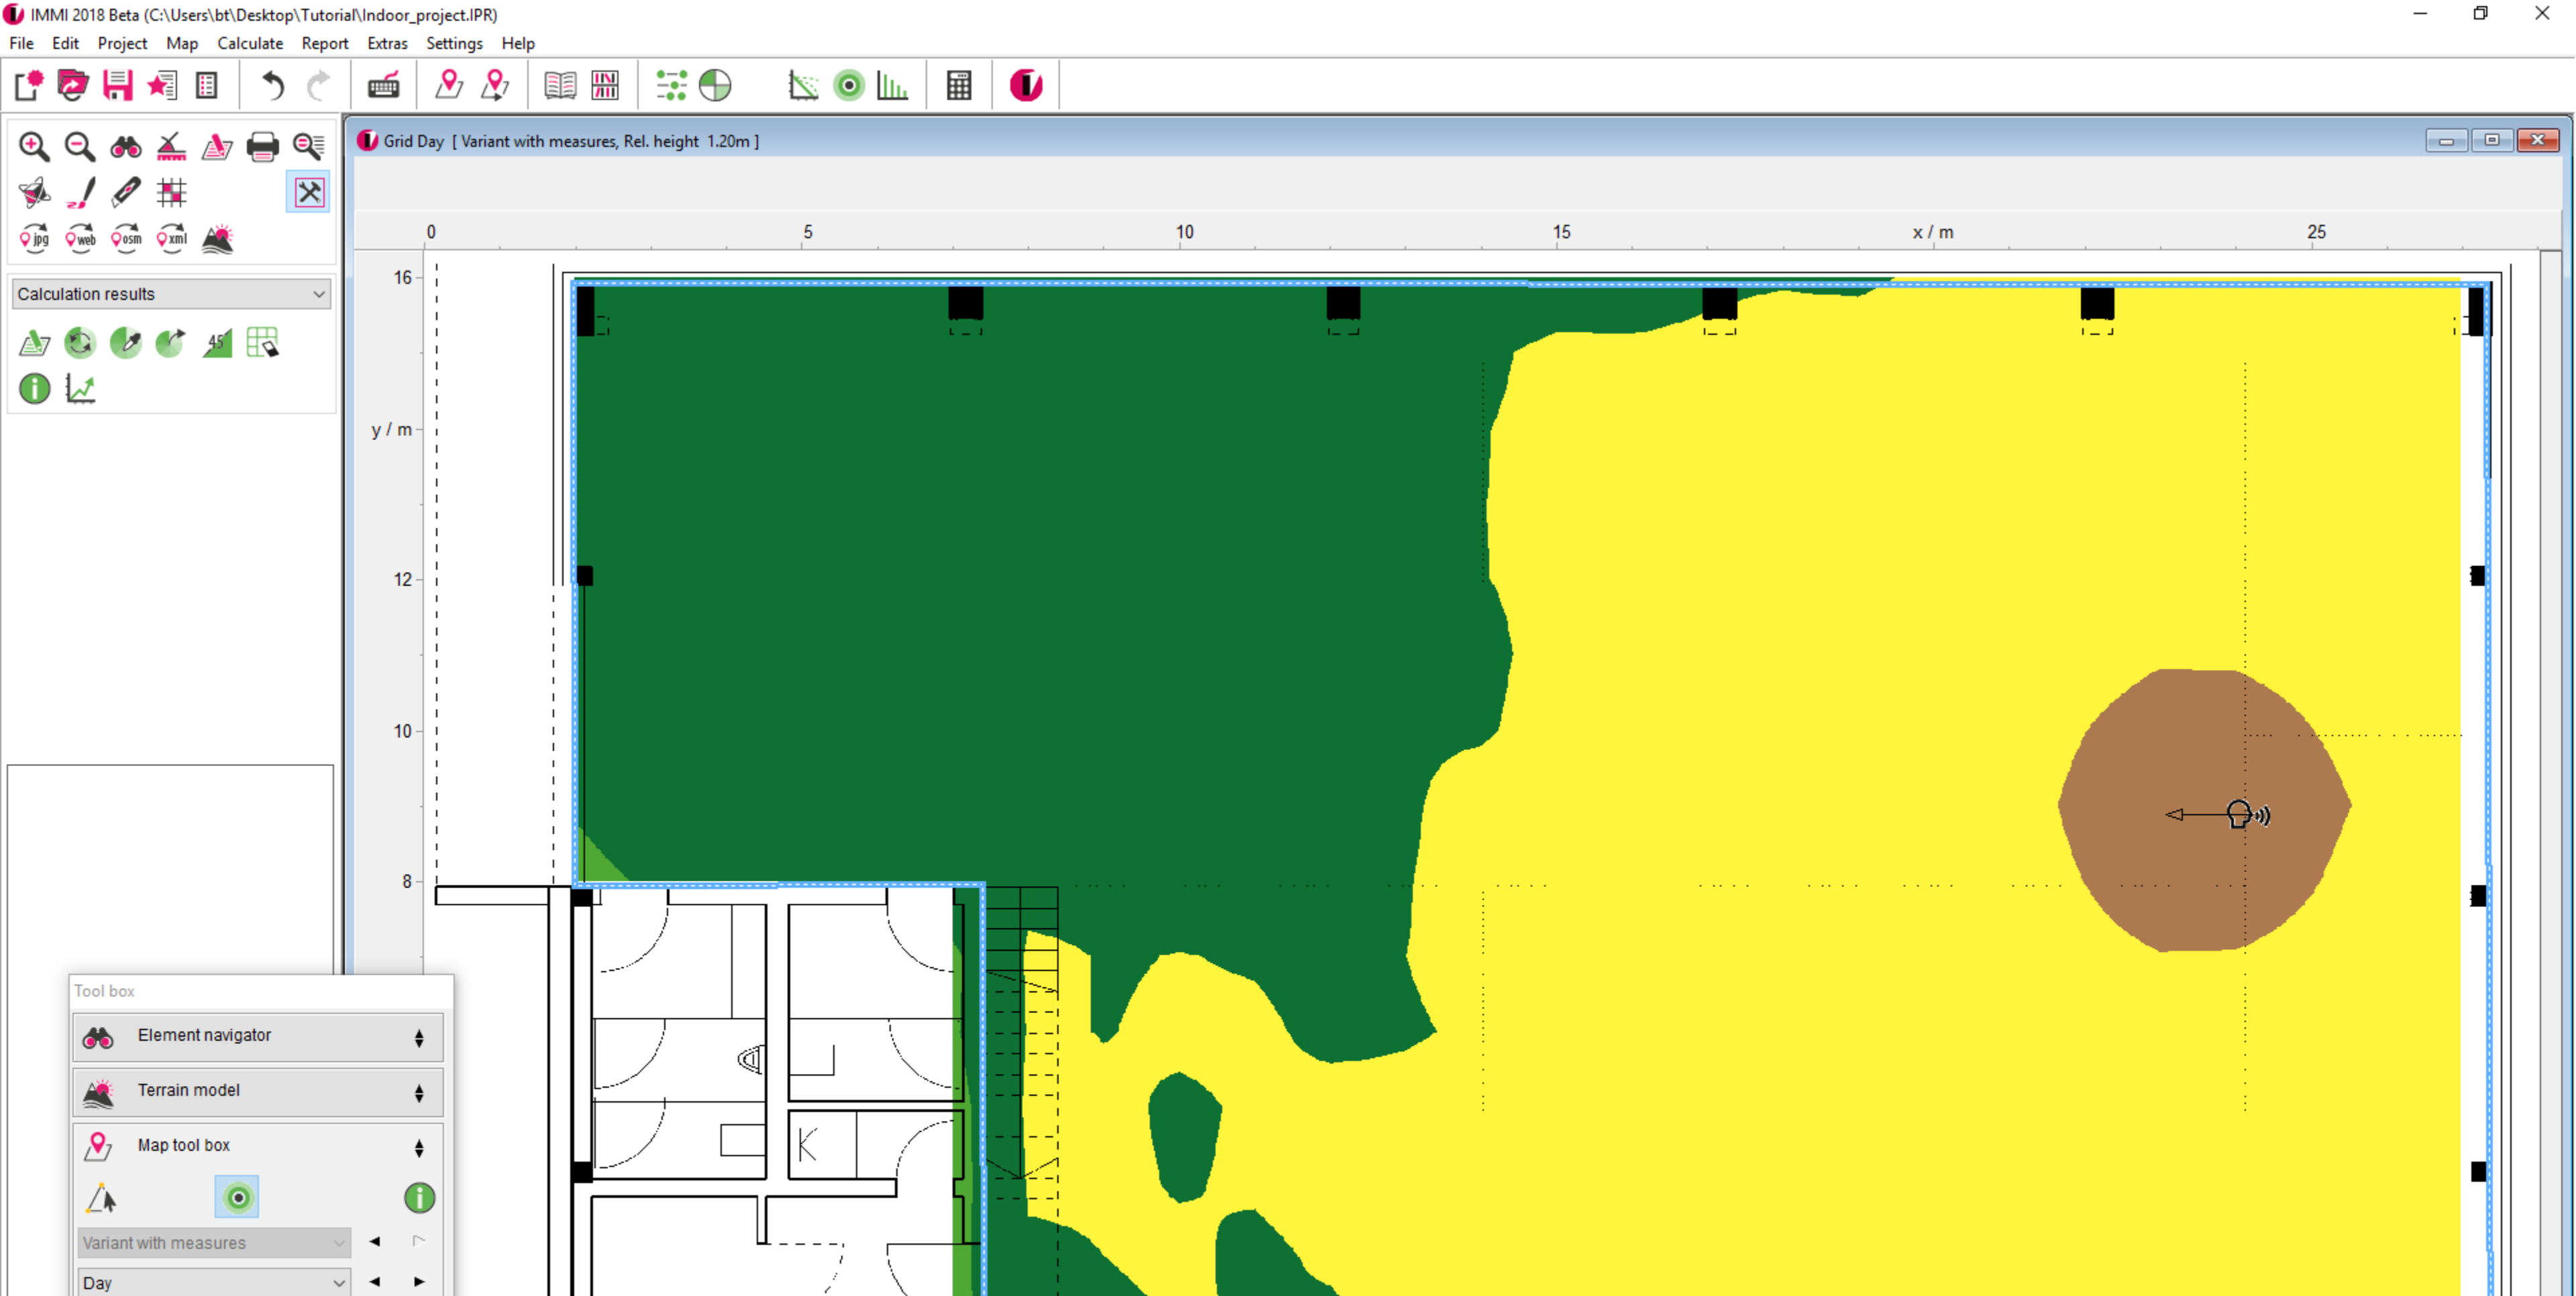 IMMI 2018 Beta (C:\Users\bt\Desktop\Tutorial\Indoor_project.IPR)
File Edit Project Map Calculate Report Extras Settings Help
Grid Day [ Variant with measures, Rel. height 1.20m ]
jpg web osm xml
0 5 10 15 x / m 25
Calculation results
16
45
y / m
12
10
8
Tool box
Element navigator
Terrain model
Map tool box
K
Variant with measures
Day